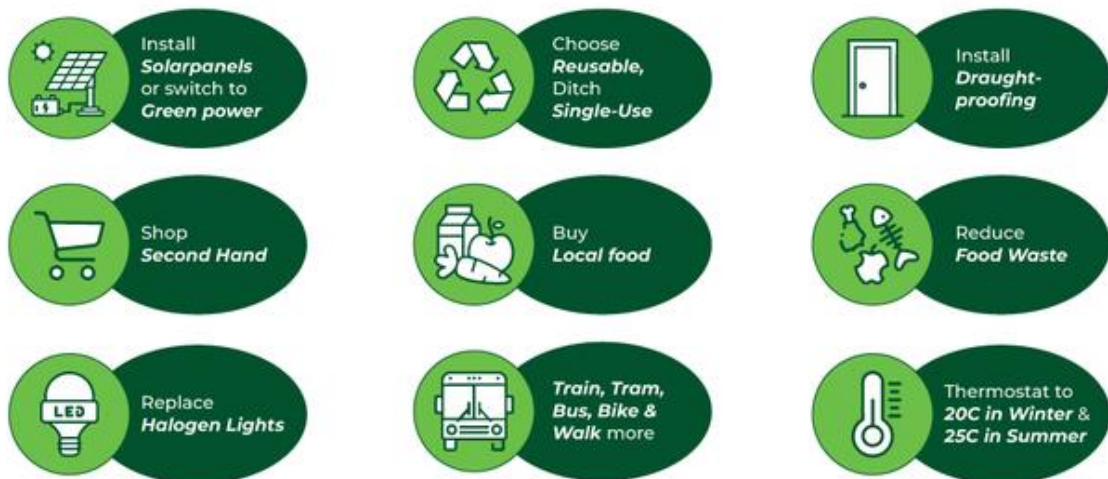 Install
Solarpanels
or switch to
Green power
Choose
Reusable,
Ditch
Single-Use
Install
Draught-
proofing
Shop
Second Hand
Buy
Local food
Reduce
Food Waste
LED
Replace
Halogen Lights
Train, Tram,
Bus, Bike &
Walk more
Thermostat to
20C in Winter &
25C in Summer